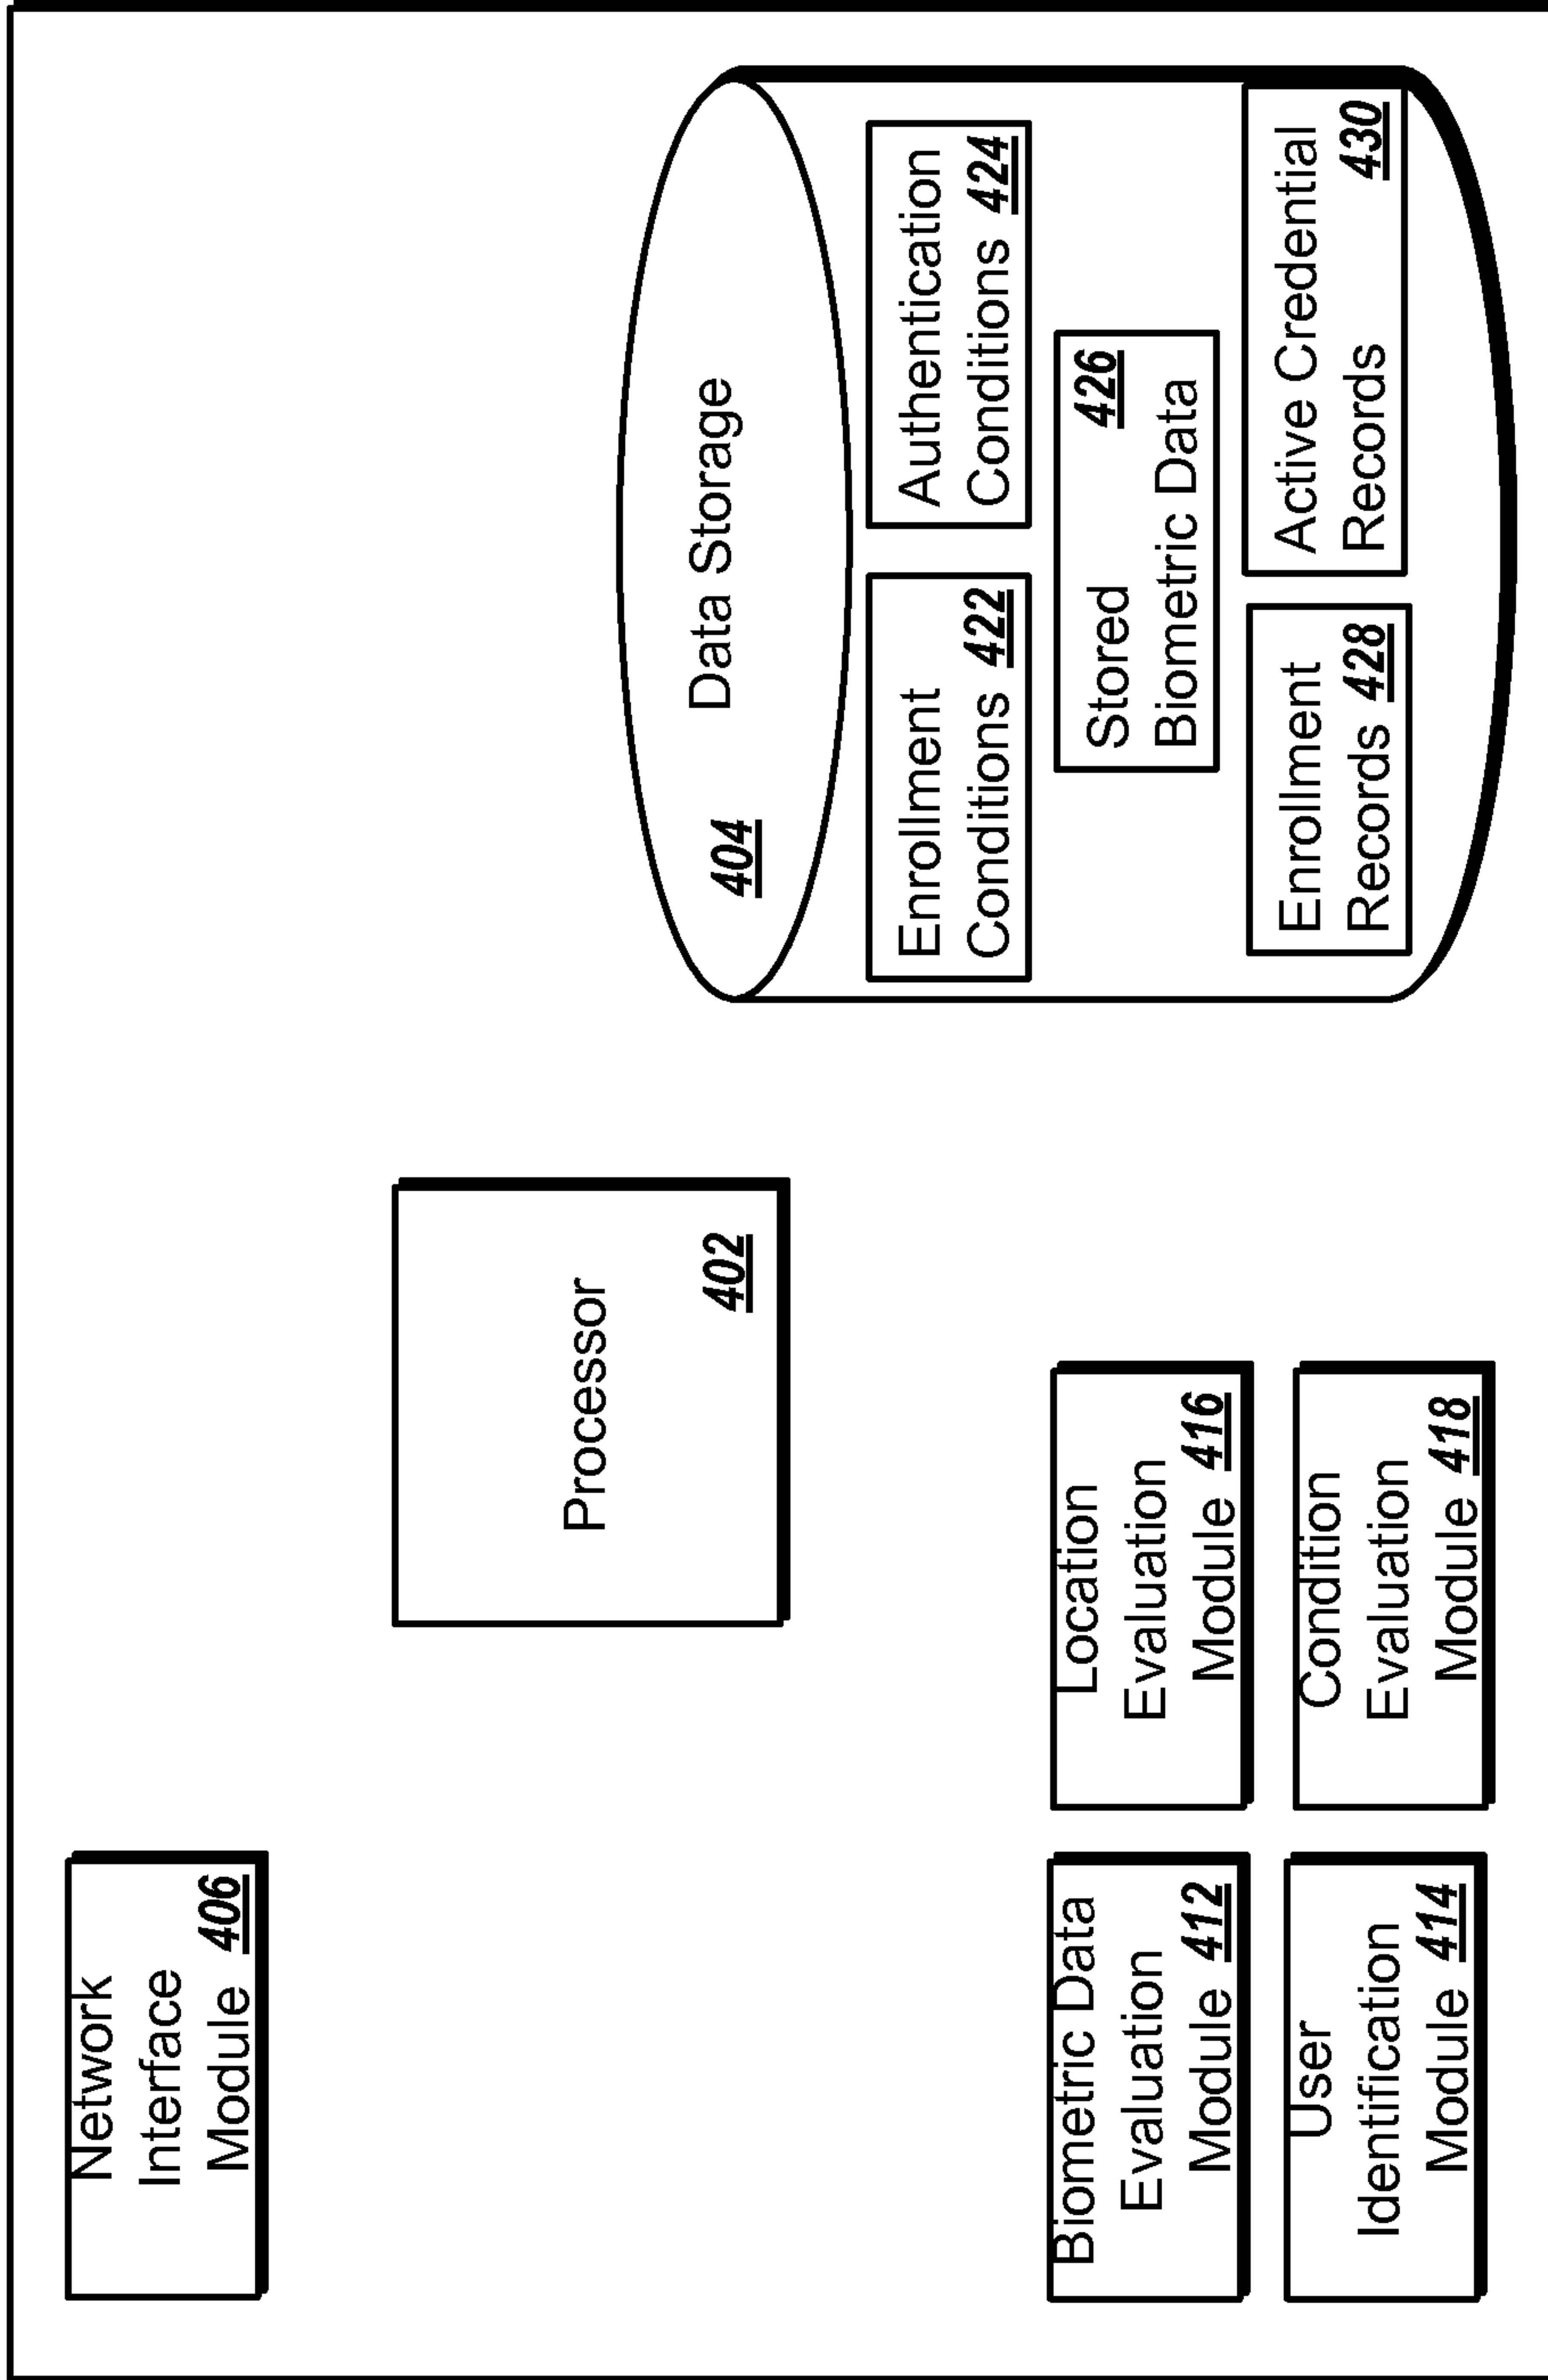 Network
Interface
Module 406
Processor
402
Data Storage
404
Enrollment
Conditions 422
Authentication
Conditions 424
Stored 426
Biometric Data
Enrollment
Records 428
Active Credential
Records 430
Biometric Data
Evaluation
Module 412
Location
Evaluation
Module 416
User
Identification
Module 414
Condition
Evaluation
Module 418